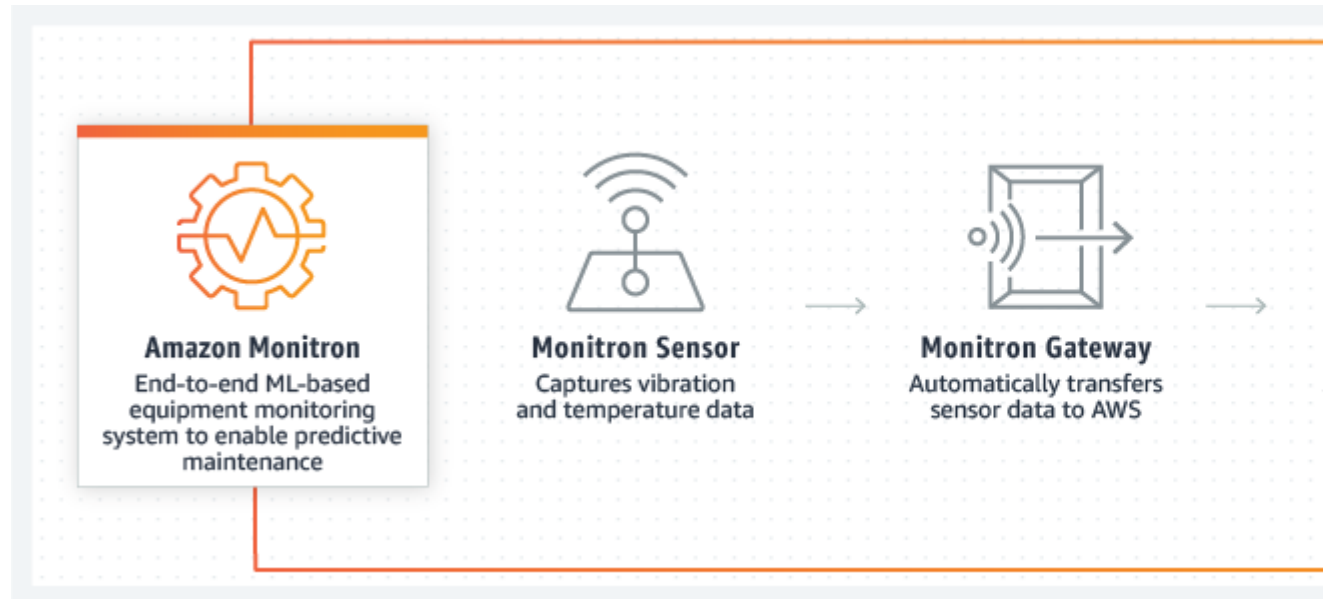 Amazon Monitron
End-to-end ML-based
equipment monitoring
system to enable predictive
maintenance
Monitron Sensor
Captures vibration
and temperature data
Monitron Gateway
Automatically transfers
sensor data to AWS